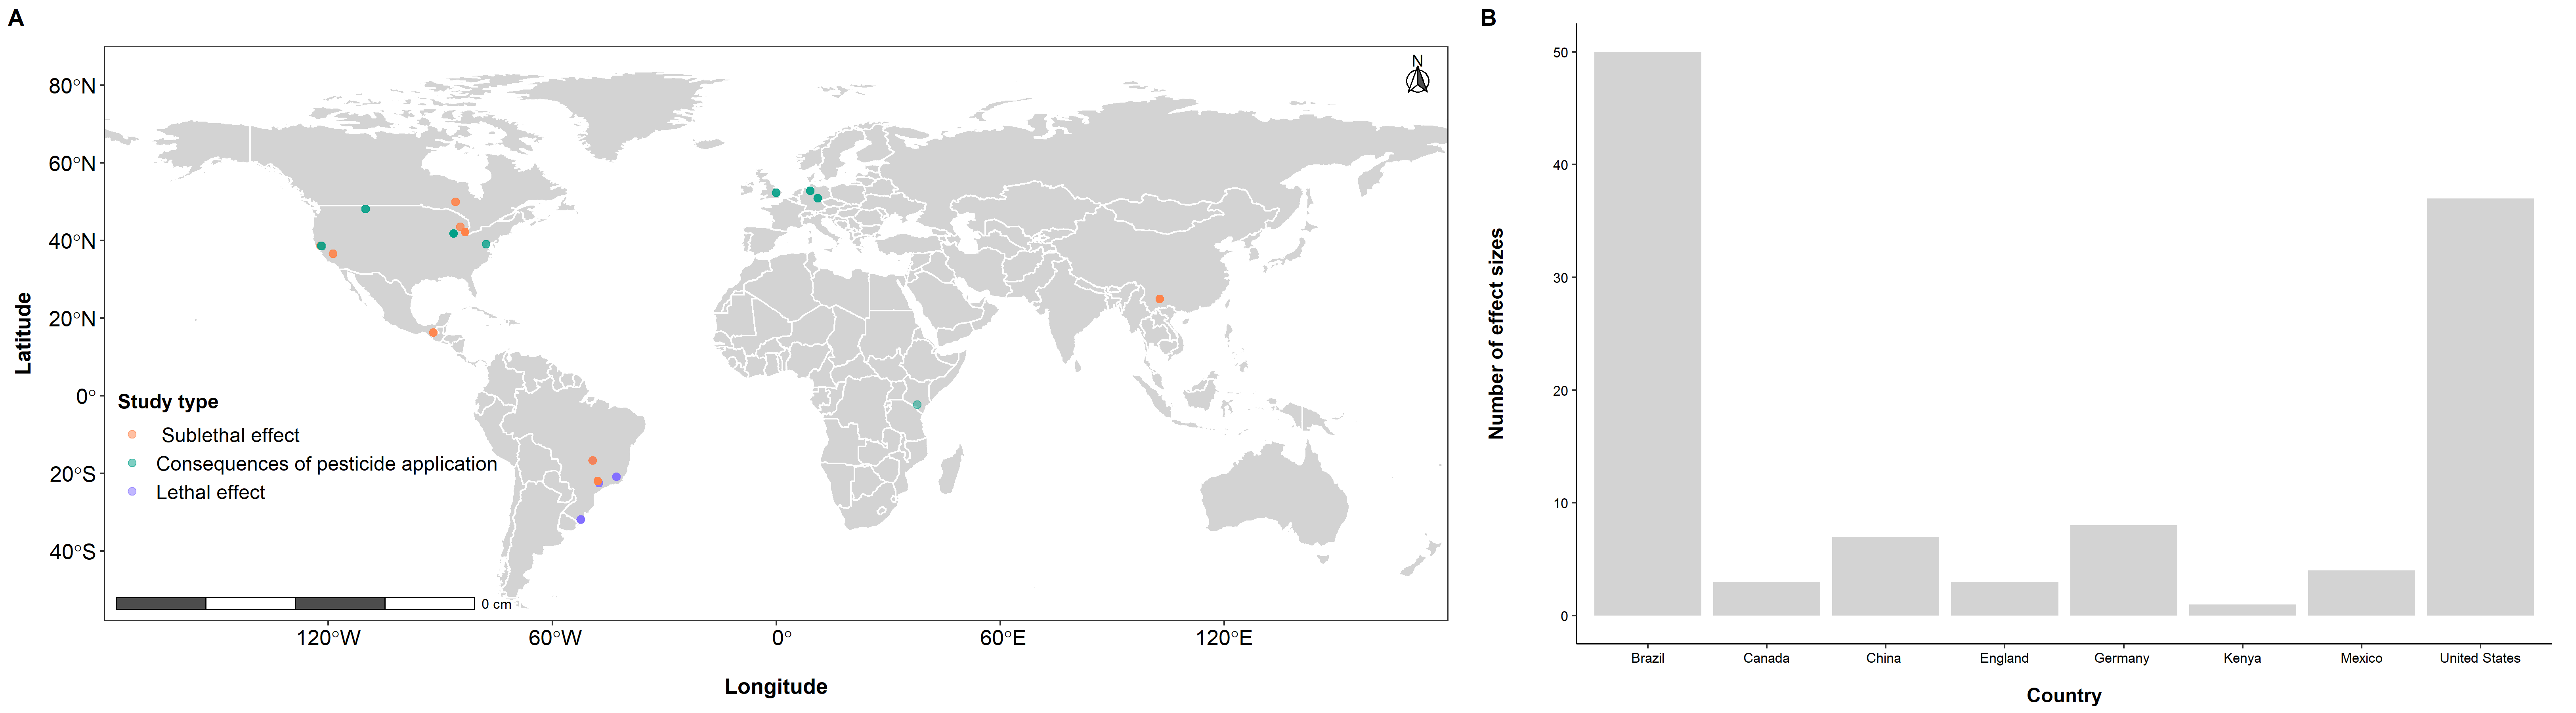 A
N
80°N
60°N
40°N
20°N
0°
20°S
40°S
Latitude
Study type
Sublethal effect
Consequences of pesticide application
Lethal effect
0 cm
120°W
60°W
0°
60°E
120°E
Longitude
B
50
40
30
20
10
0
Number of effect sizes
Brazil
Canada
China
England
Germany
Kenya
Mexico
United States
Country